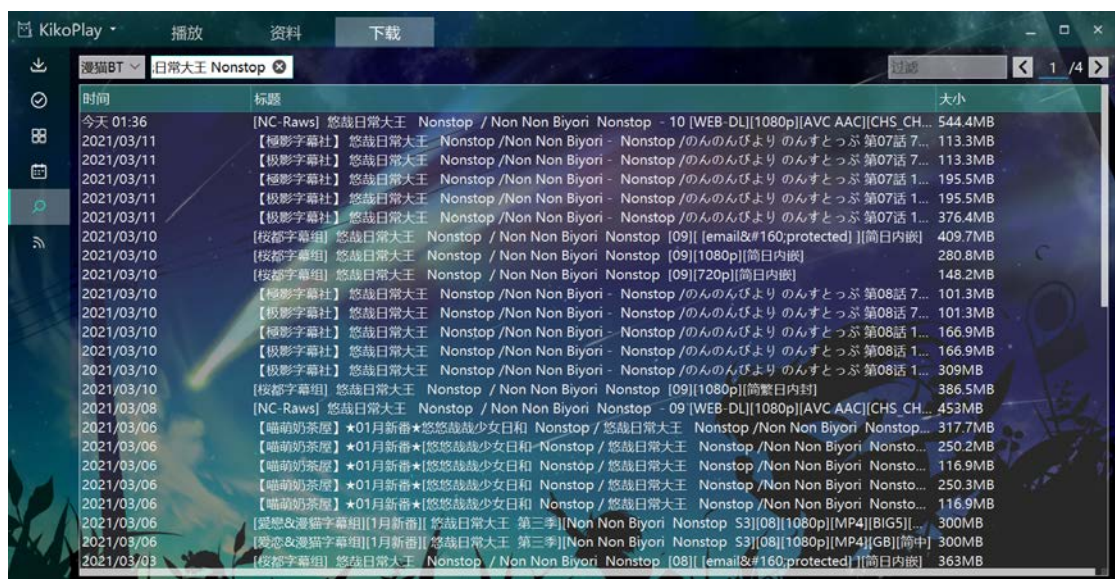 KikoPlay 播放 资料 下载
漫猫BT 日常大王 Nonstop 过滤 1 /4
时间 标题 大小
今天 01:36 [NC-Raws] 悠哉日常大王 Nonstop / Non Non Biyori Nonstop - 10 [WEB-DL][1080p][AVC AAC][CHS_CH... 544.4MB
2021/03/11 【極影字幕社】 悠哉日常大王 Nonstop /Non Non Biyori - Nonstop /のんのんびより のんすとっぷ 第07話 7... 113.3MB
2021/03/11 【极影字幕社】 悠哉日常大王 Nonstop /Non Non Biyori - Nonstop /のんのんびより のんすとっぷ 第07话 7... 113.3MB
2021/03/11 【極影字幕社】 悠哉日常大王 Nonstop /Non Non Biyori - Nonstop /のんのんびより のんすとっぷ 第07話 1... 195.5MB
2021/03/11 【极影字幕社】 悠哉日常大王 Nonstop /Non Non Biyori - Nonstop /のんのんびより のんすとっぷ 第07话 1... 195.5MB
2021/03/11 【极影字幕社】 悠哉日常大王 Nonstop /Non Non Biyori - Nonstop /のんのんびより のんすとっぷ 第07话 1... 376.4MB
2021/03/10 [桜都字幕组] 悠哉日常大王 Nonstop / Non Non Biyori Nonstop [09][ [email&#160;protected] ][简日内嵌] 409.7MB
2021/03/10 [桜都字幕组] 悠哉日常大王 Nonstop / Non Non Biyori Nonstop [09][1080p][简日内嵌] 280.8MB
2021/03/10 [桜都字幕组] 悠哉日常大王 Nonstop / Non Non Biyori Nonstop [09][720p][简日内嵌] 148.2MB
2021/03/10 【極影字幕社】 悠哉日常大王 Nonstop /Non Non Biyori - Nonstop /のんのんびより のんすとっぷ 第08話 7... 101.3MB
2021/03/10 【极影字幕社】 悠哉日常大王 Nonstop /Non Non Biyori - Nonstop /のんのんびより のんすとっぷ 第08话 7... 101.3MB
2021/03/10 【極影字幕社】 悠哉日常大王 Nonstop /Non Non Biyori - Nonstop /のんのんびより のんすとっぷ 第08話 1... 166.9MB
2021/03/10 【极影字幕社】 悠哉日常大王 Nonstop /Non Non Biyori - Nonstop /のんのんびより のんすとっぷ 第08话 1... 166.9MB
2021/03/10 【极影字幕社】 悠哉日常大王 Nonstop /Non Non Biyori - Nonstop /のんのんびより のんすとっぷ 第08话 1... 309MB
2021/03/10 [桜都字幕组] 悠哉日常大王 Nonstop / Non Non Biyori Nonstop [09][1080p][简繁日内封] 386.5MB
2021/03/08 [NC-Raws] 悠哉日常大王 Nonstop / Non Non Biyori Nonstop - 09 [WEB-DL][1080p][AVC AAC][CHS_CH... 453MB
2021/03/06 【喵萌奶茶屋】★01月新番★悠悠哉哉少女日和 Nonstop / 悠哉日常大王 Nonstop /Non Non Biyori Nonstop... 317.7MB
2021/03/06 【喵萌奶茶屋】★01月新番★[悠悠哉哉少女日和 Nonstop / 悠哉日常大王 Nonstop /Non Non Biyori Nonsto... 250.2MB
2021/03/06 【喵萌奶茶屋】★01月新番★[悠悠哉哉少女日和 Nonstop / 悠哉日常大王 Nonstop /Non Non Biyori Nonsto... 116.9MB
2021/03/06 【喵萌奶茶屋】★01月新番★[悠悠哉哉少女日和 Nonstop / 悠哉日常大王 Nonstop /Non Non Biyori Nonsto... 250.3MB
2021/03/06 【喵萌奶茶屋】★01月新番★[悠悠哉哉少女日和 Nonstop / 悠哉日常大王 Nonstop /Non Non Biyori Nonsto... 116.9MB
2021/03/06 [愛戀&漫猫字幕组][1月新番][ 悠哉日常大王 第三季][Non Non Biyori Nonstop S3][08][1080p][MP4][BIG5][... 300MB
2021/03/06 [爱恋&漫猫字幕组][1月新番][ 悠哉日常大王 第三季][Non Non Biyori Nonstop S3][08][1080p][MP4][GB][简中] 300MB
2021/03/03 [桜都字幕组] 悠哉日常大王 Nonstop / Non Non Biyori Nonstop [08][ [email&#160;protected] ][简日内嵌] 363MB